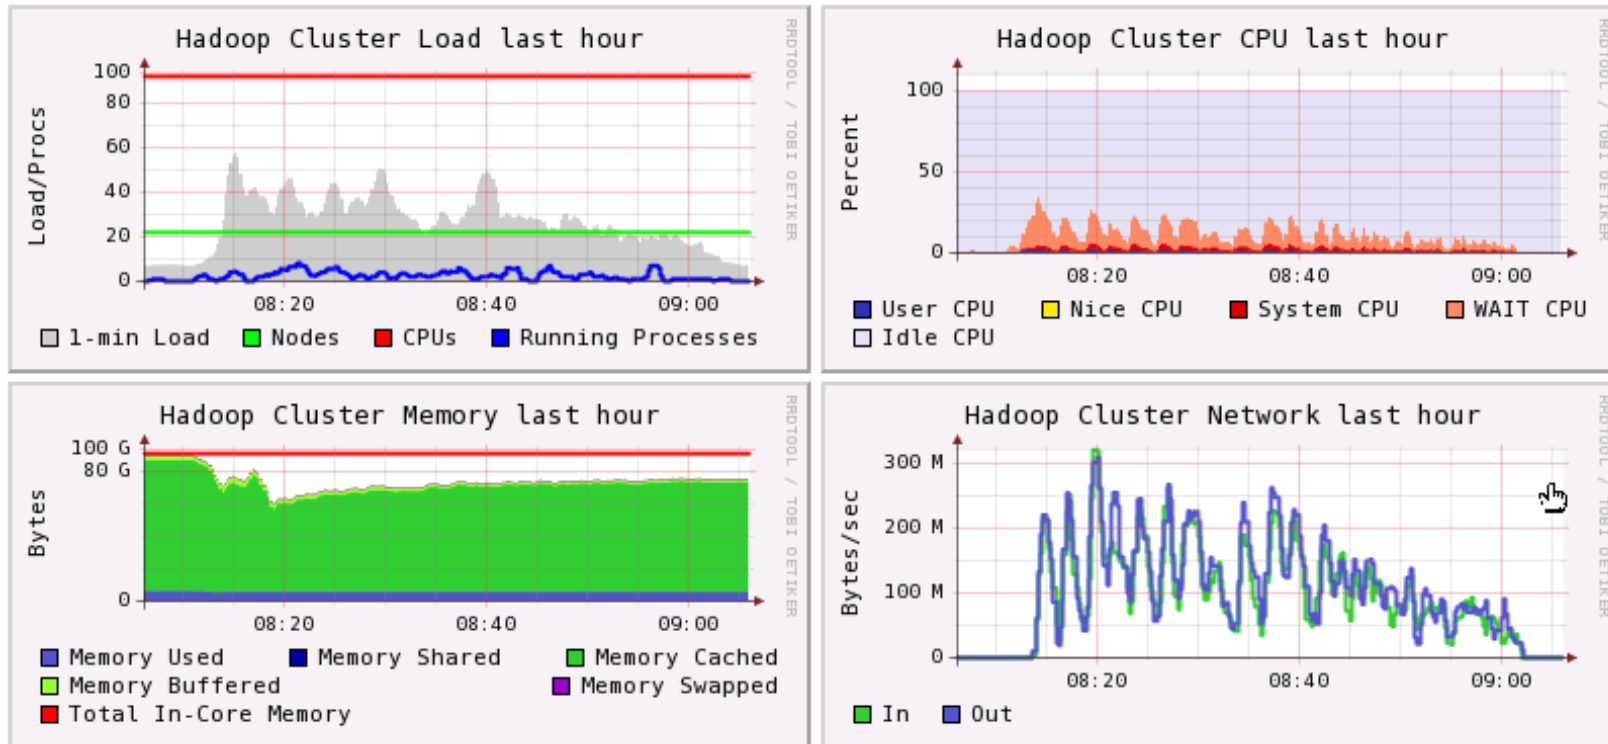 Hadoop Cluster Load last hour
RRDTOOL / TOBI OETIKER
Load/Procs
100
80
60
40
20
0
08:20 08:40 09:00
1-min Load Nodes CPUs Running Processes
Hadoop Cluster CPU last hour
RRDTOOL / TOBI OETIKER
Percent
100
50
0
08:20 08:40 09:00
User CPU Nice CPU System CPU WAIT CPU
Idle CPU
Hadoop Cluster Memory last hour
RRDTOOL / TOBI OETIKER
Bytes
100 G
80 G
0
08:20 08:40 09:00
Memory Used Memory Shared Memory Cached
Memory Buffered Memory Swapped
Total In-Core Memory
Hadoop Cluster Network last hour
RRDTOOL / TOBI OETIKER
Bytes/sec
300 M
200 M
100 M
0
08:20 08:40 09:00
In Out